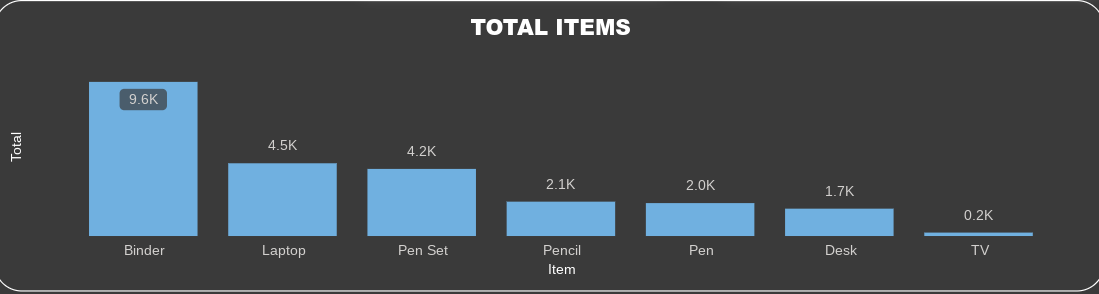 TOTAL ITEMS
Total
9.6K
4.5K
4.2K
2.1K
2.0K
1.7K
0.2K
Binder Laptop Pen Set Pencil Pen Desk TV
Item